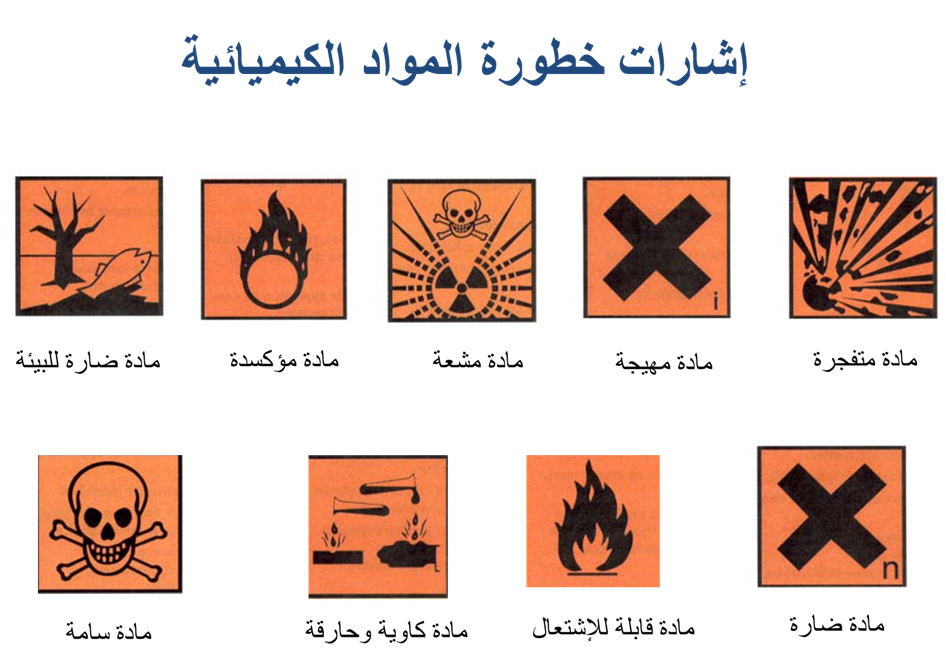 إشارات خطورة المواد الكيميائية
i
مادة متفجرة
مادة مهيجة
مادة مشعة
مادة مؤكسدة
مادة ضارة للبيئة
n
مادة ضارة
مادة قابلة للإشتعال
مادة كاوية وحارقة
مادة سامة